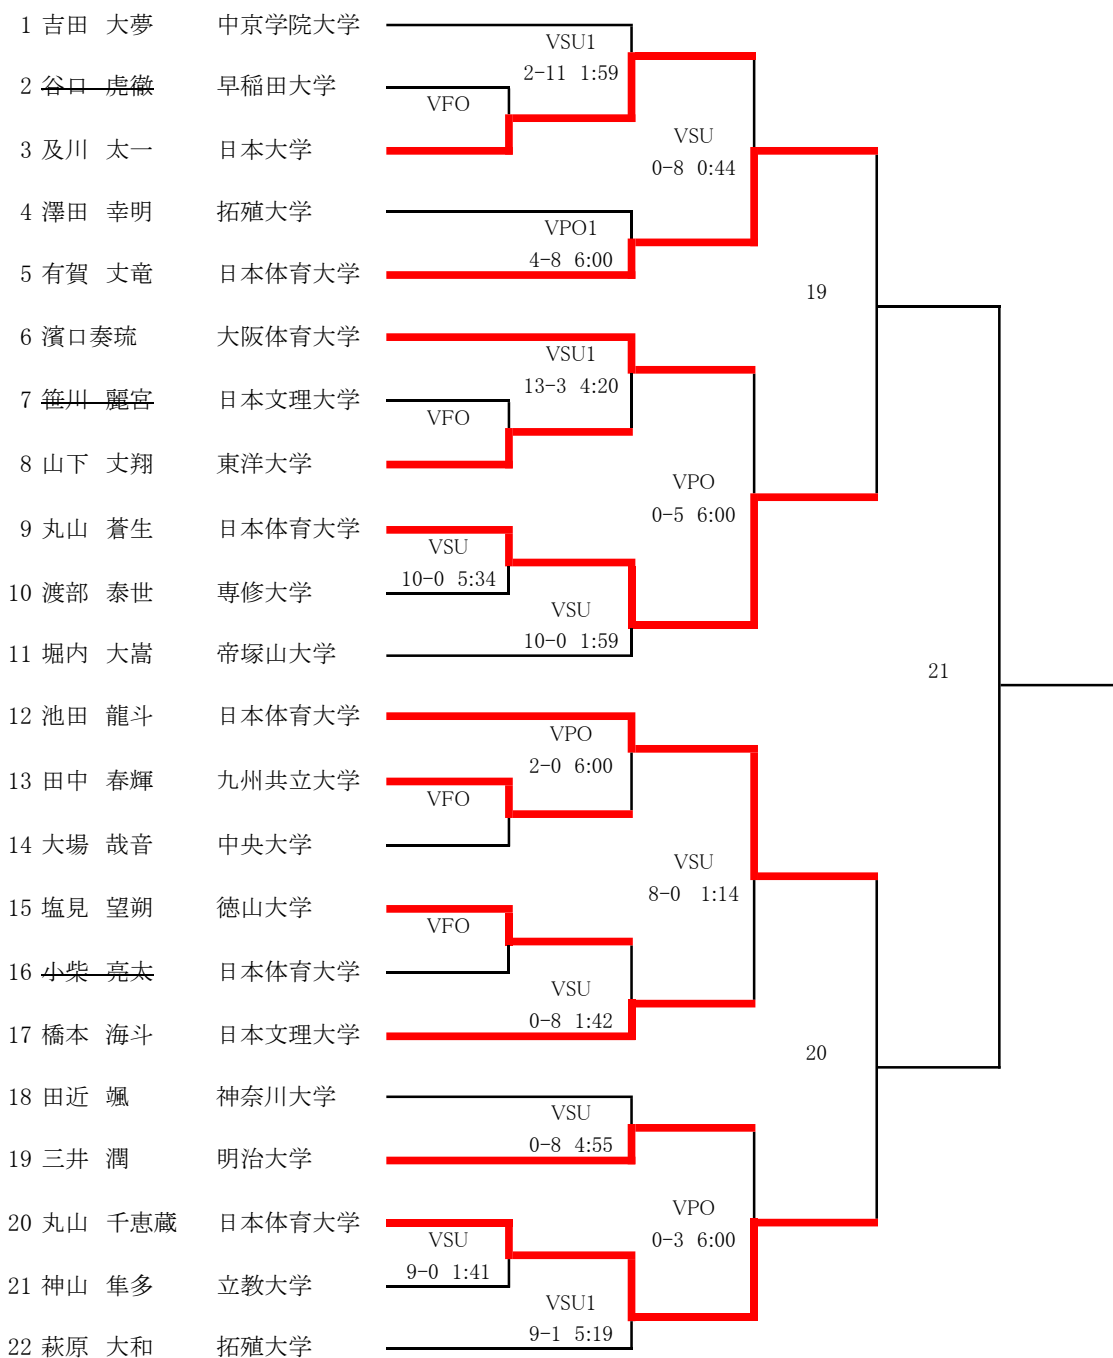 1 吉田 大夢 中京学院大学
VSU1
2-11 1:59
2 谷口 虎徹 早稲田大学
VFO
3 及川 太一 日本大学
VSU
0-8 0:44
4 澤田 幸明 拓殖大学
VPO1
4-8 6:00
5 有賀 丈竜 日本体育大学
19
6 濱口奏琉 大阪体育大学
VSU1
13-3 4:20
7 笹川 麗宮 日本文理大学
VFO
8 山下 丈翔 東洋大学
VPO
0-5 6:00
9 丸山 蒼生 日本体育大学
VSU
10-0 5:34
10 渡部 泰世 専修大学
VSU
10-0 1:59
11 堀内 大嵩 帝塚山大学
21
12 池田 龍斗 日本体育大学
VPO
2-0 6:00
13 田中 春輝 九州共立大学
VFO
14 大場 哉音 中央大学
VSU
8-0 1:14
15 塩見 望朔 徳山大学
VFO
16 小柴 亮太 日本体育大学
VSU
0-8 1:42
17 橋本 海斗 日本文理大学
20
18 田近 颯 神奈川大学
VSU
0-8 4:55
19 三井 潤 明治大学
VPO
0-3 6:00
20 丸山 千恵蔵 日本体育大学
VSU
9-0 1:41
21 神山 隼多 立教大学
VSU1
9-1 5:19
22 萩原 大和 拓殖大学